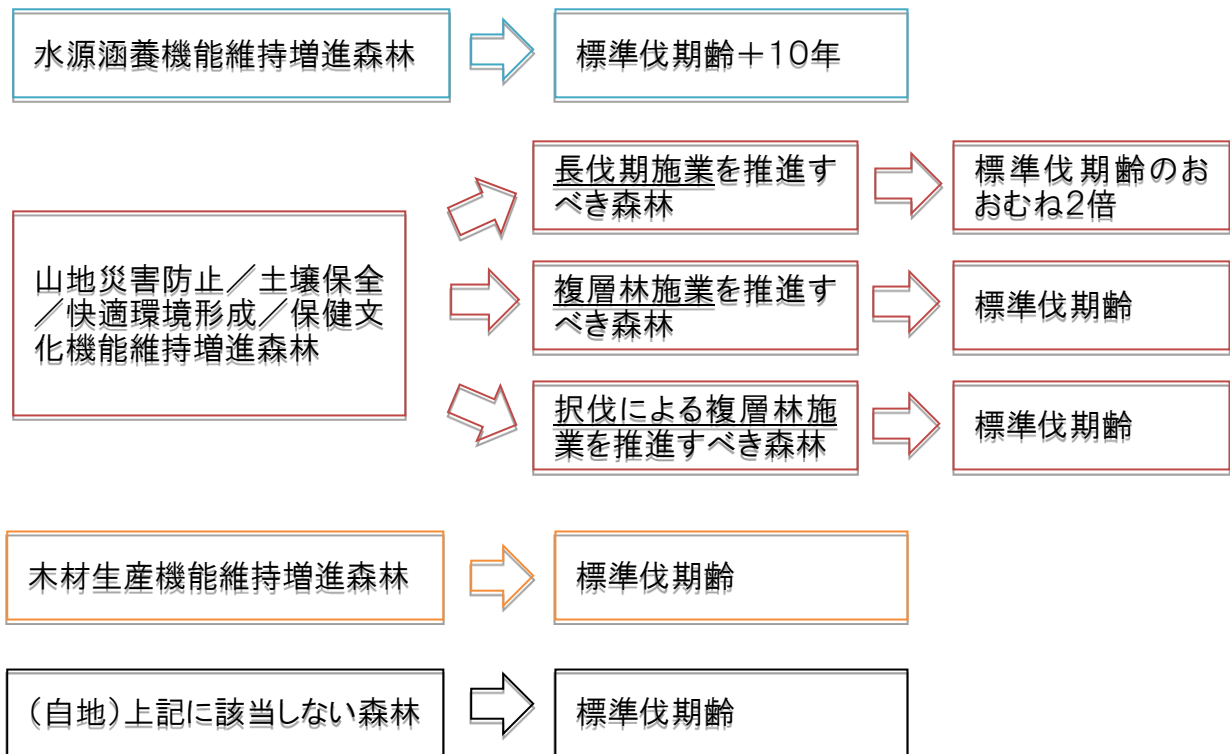 水源涵養機能維持増進森林
標準伐期齢＋10年
山地災害防止／土壌保全
／快適環境形成／保健文
化機能維持増進森林
長伐期施業を推進す
べき森林
標準伐期齢のお
おむね2倍
複層林施業を推進す
べき森林
標準伐期齢
択伐による複層林施
業を推進すべき森林
標準伐期齢
木材生産機能維持増進森林
標準伐期齢
（自地）上記に該当しない森林
標準伐期齢